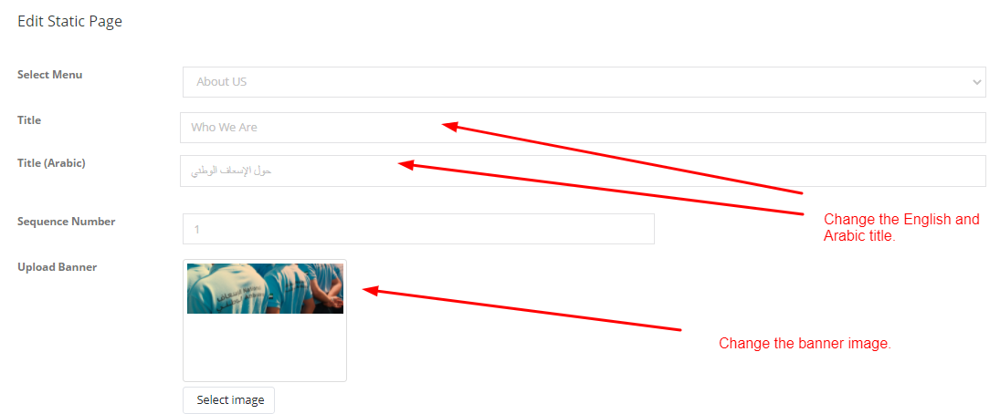 Edit Static Page
Select Menu
About US
Title
Who We Are
Title (Arabic)
حول الإسعاف الوطني
Sequence Number
1
Change the English and
Arabic title.
Upload Banner
Change the banner image.
Select image